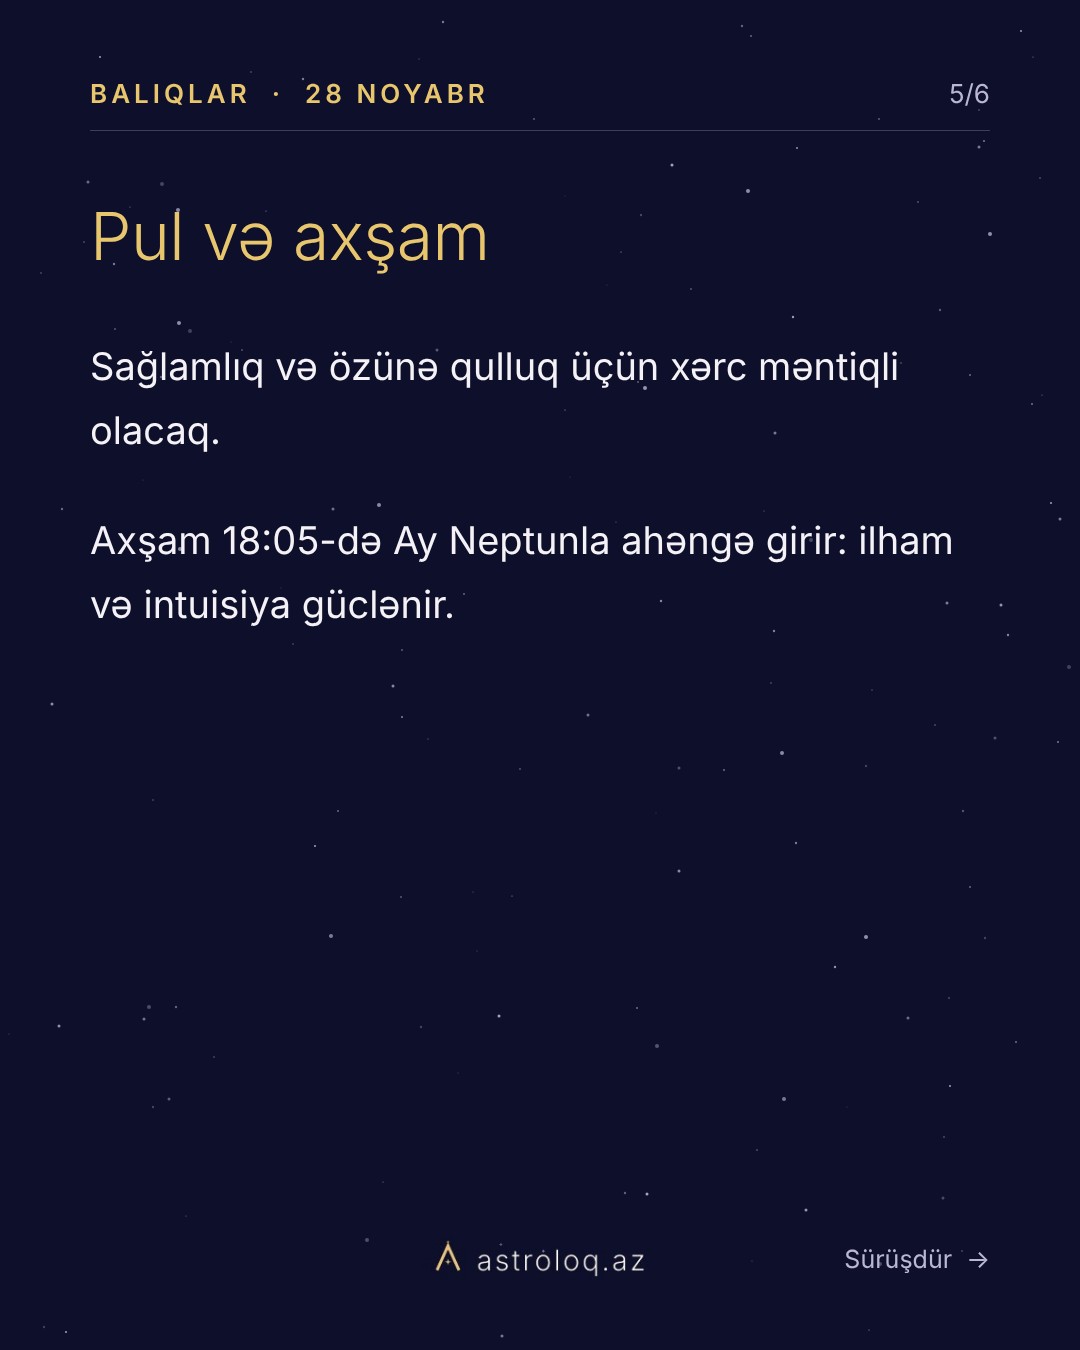 BALIQLAR · 28 NOYABR 5/6
Pul və axşam
Sağlamlıq və özünə qulluq üçün xərc məntiqli
olacaq.
Axşam 18:05-də Ay Neptunla ahəngə girir: ilham
və intuisiya güclənir.
astroloq.az
Sürüşdür →